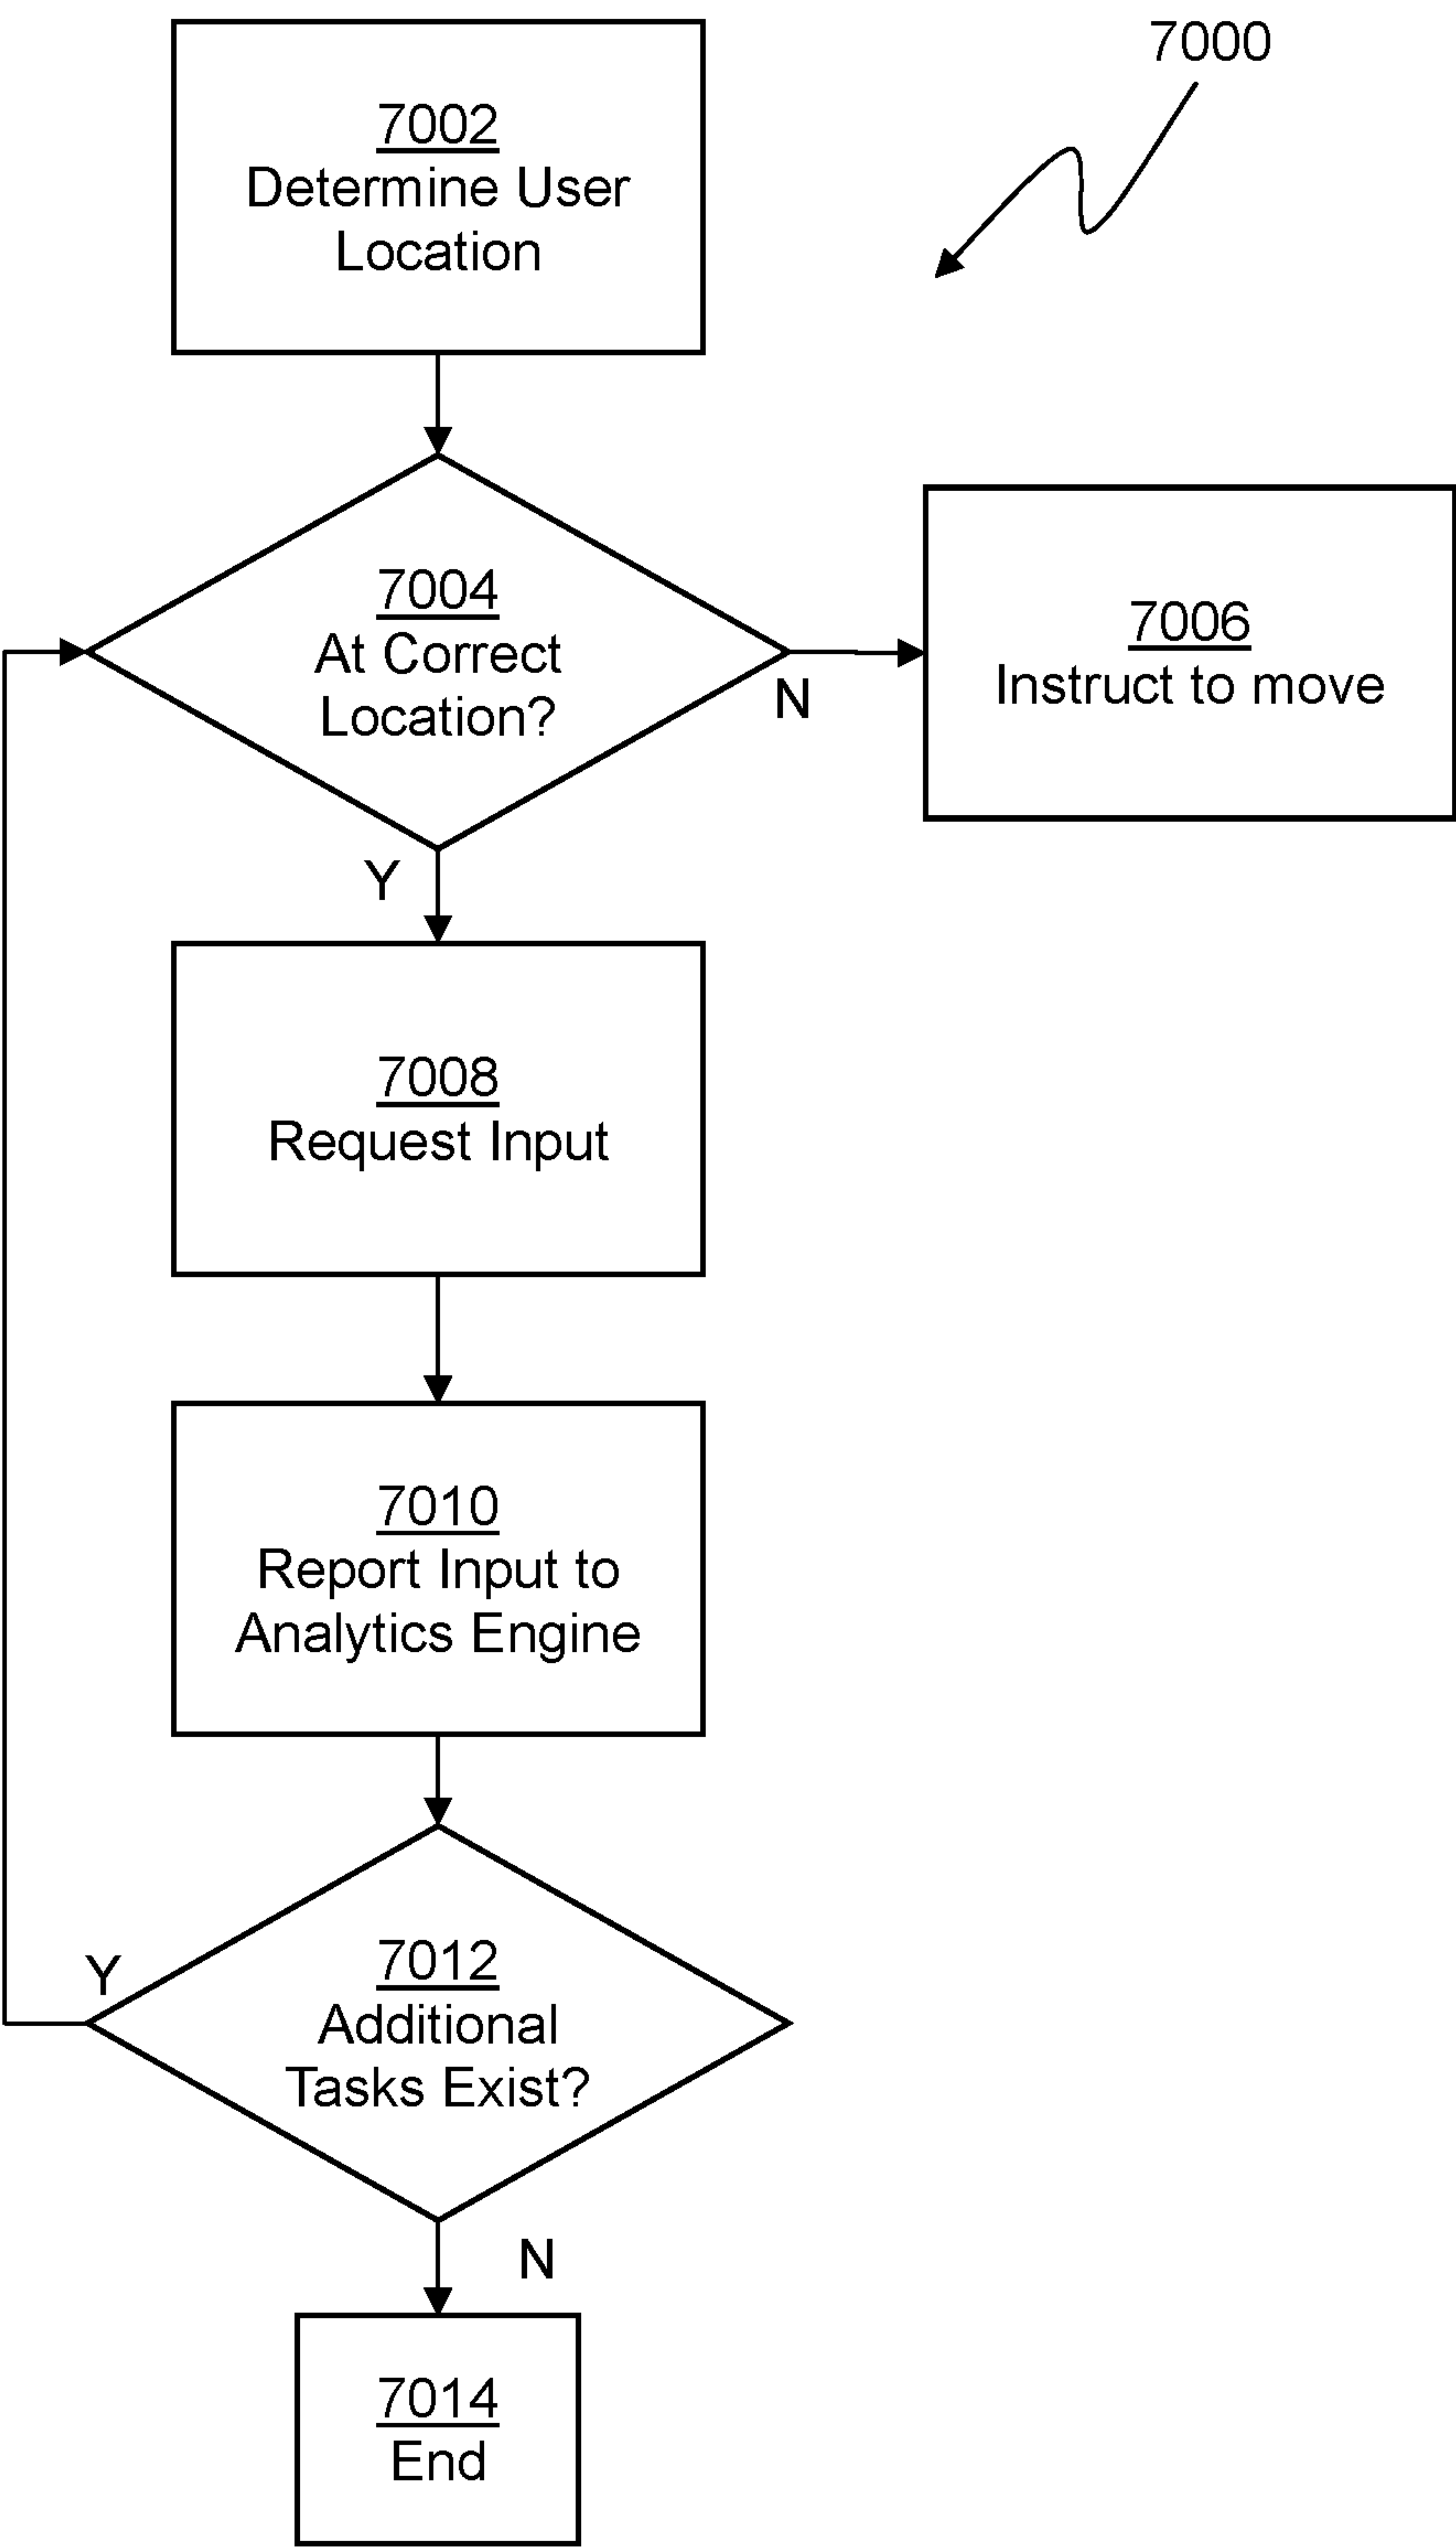 7000
7002
Determine User
Location
7004
At Correct
Location?
N
7006
Instruct to move
Y
7008
Request Input
7010
Report Input to
Analytics Engine
Y
7012
Additional
Tasks Exist?
N
7014
End